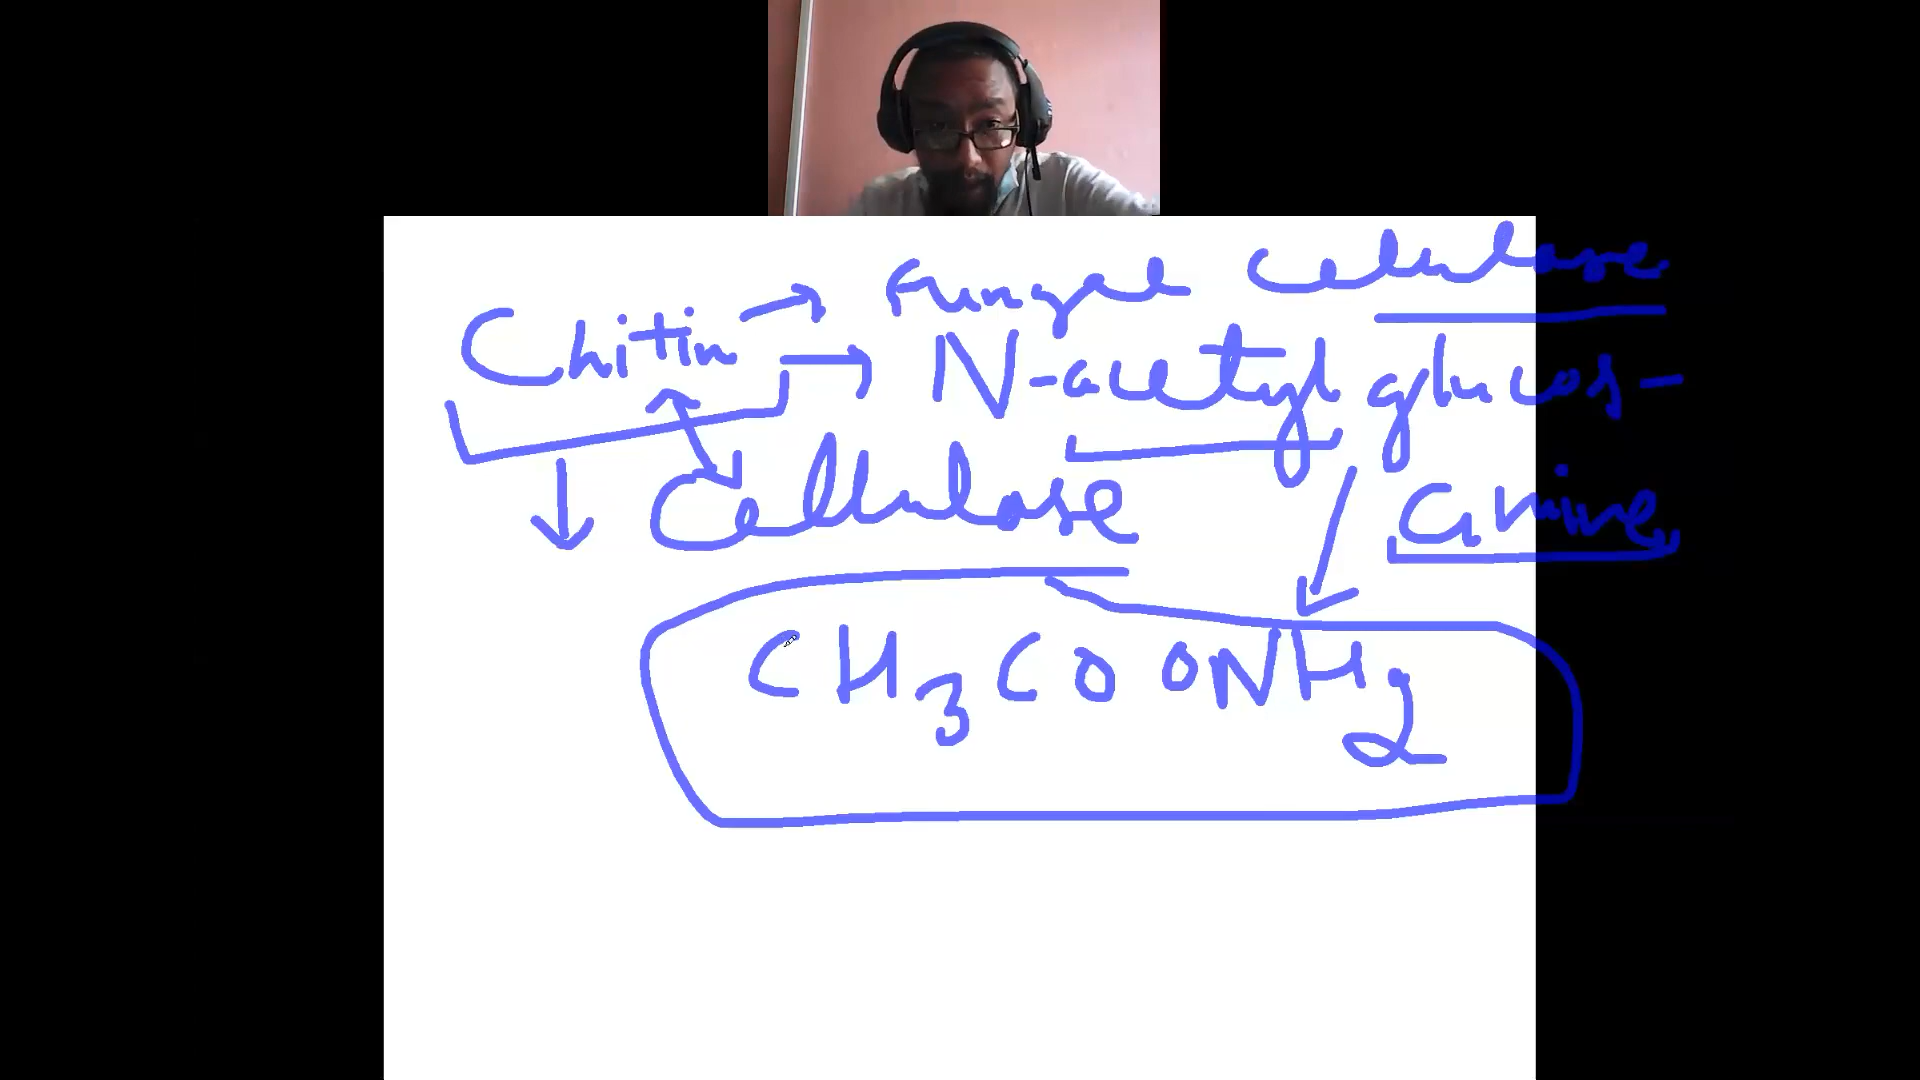 Chitin → Fungal Cellulose
→ N-acetyl glucos-
amine
Cellulose
CH3COONH2